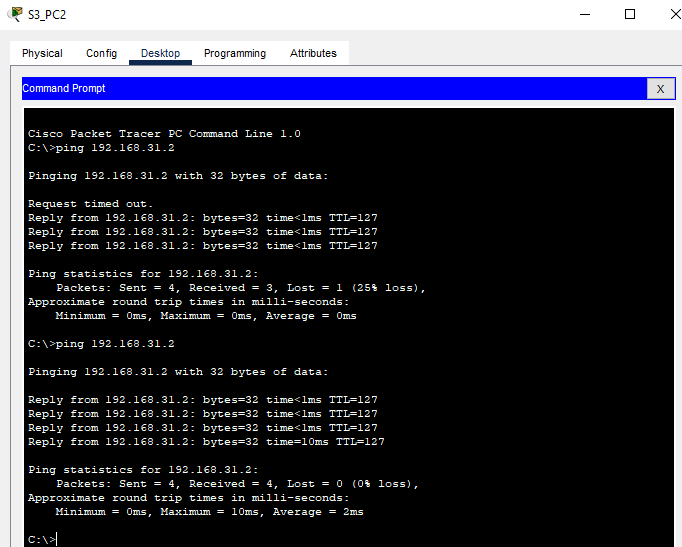 S3_PC2
Physical Config Desktop Programming Attributes
Command Prompt X
Cisco Packet Tracer PC Command Line 1.0
C:\>ping 192.168.31.2
Pinging 192.168.31.2 with 32 bytes of data:
Request timed out.
Reply from 192.168.31.2: bytes=32 time<1ms TTL=127
Reply from 192.168.31.2: bytes=32 time<1ms TTL=127
Reply from 192.168.31.2: bytes=32 time<1ms TTL=127
Ping statistics for 192.168.31.2:
Packets: Sent = 4, Received = 3, Lost = 1 (25% loss),
Approximate round trip times in milli-seconds:
Minimum = 0ms, Maximum = 0ms, Average = 0ms
C:\>ping 192.168.31.2
Pinging 192.168.31.2 with 32 bytes of data:
Reply from 192.168.31.2: bytes=32 time<1ms TTL=127
Reply from 192.168.31.2: bytes=32 time<1ms TTL=127
Reply from 192.168.31.2: bytes=32 time<1ms TTL=127
Reply from 192.168.31.2: bytes=32 time=10ms TTL=127
Ping statistics for 192.168.31.2:
Packets: Sent = 4, Received = 4, Lost = 0 (0% loss),
Approximate round trip times in milli-seconds:
Minimum = 0ms, Maximum = 10ms, Average = 2ms
C:\>